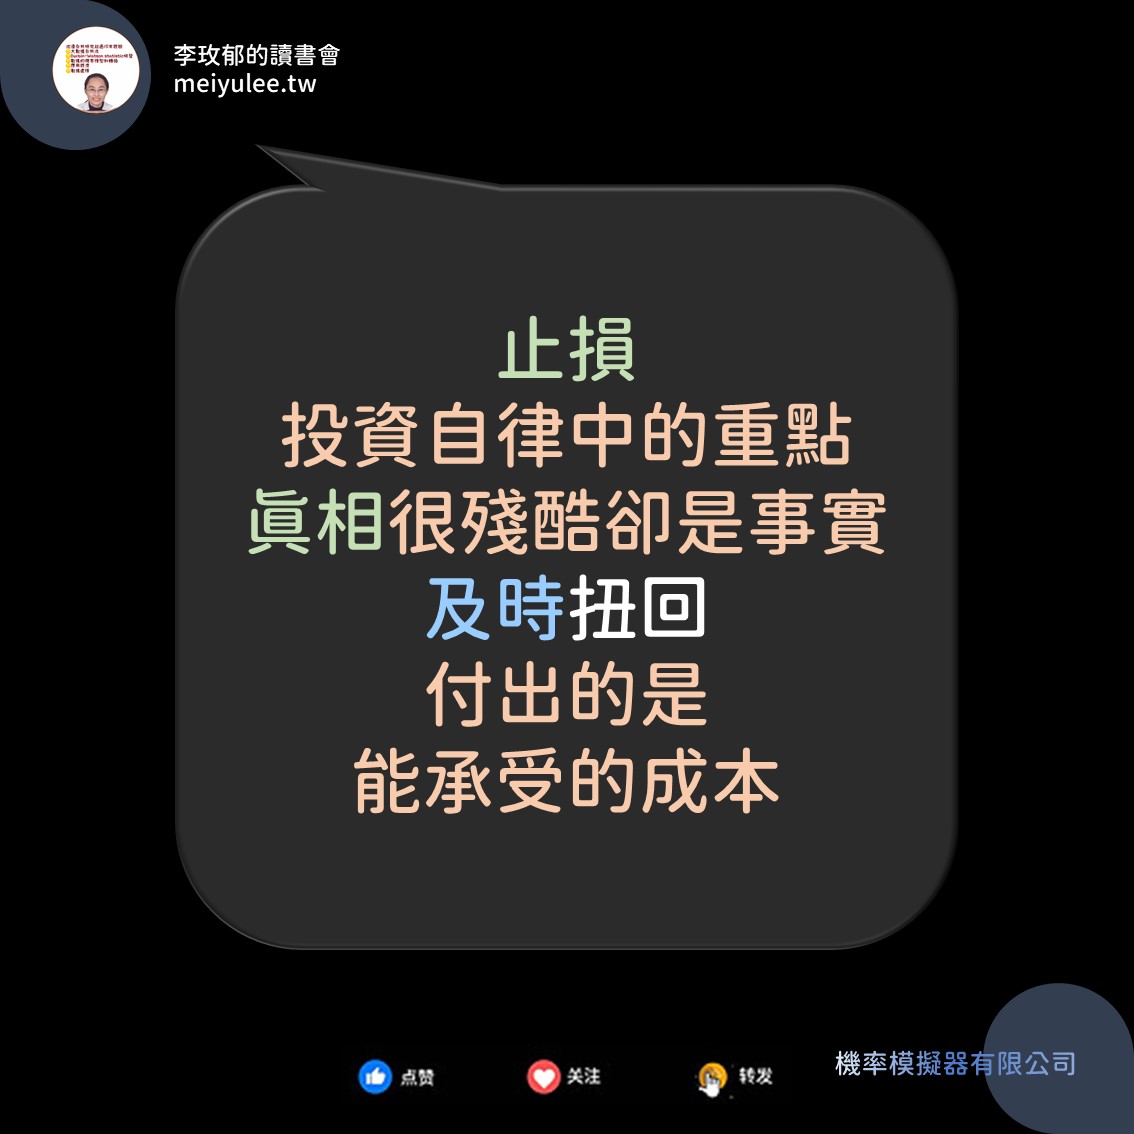 李玫郁的讀書會
meiyulee.tw
止損
投資自律中的重點
眞相很殘酷卻是事實
及時扭回
付出的是
能承受的成本
点赞
关注
转发
機率模擬器有限公司